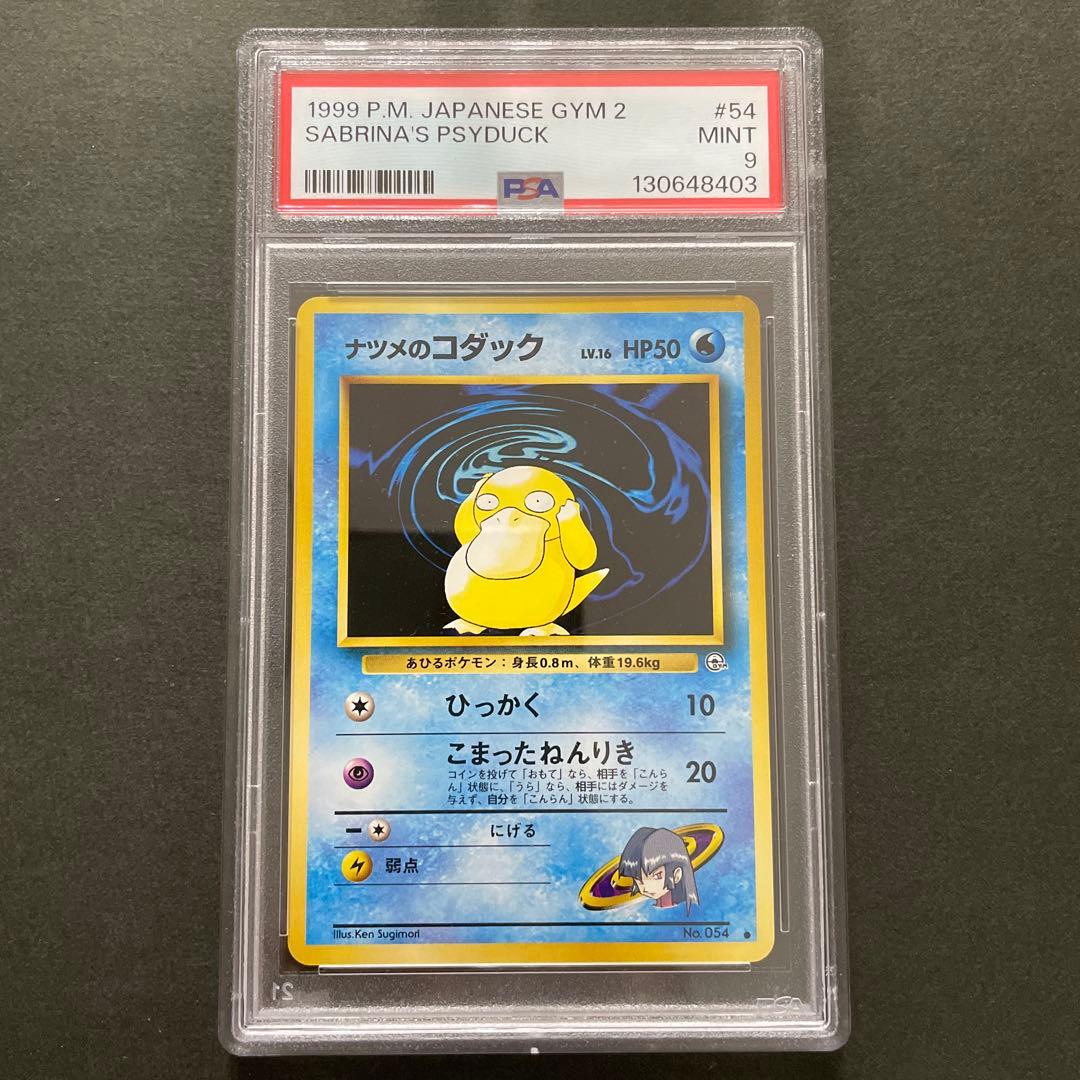 1999 P.M. JAPANESE GYM 2 #54
SABRINA'S PSYDUCK MINT
9
PSA 130648403
ナツメのコダック LV.16 HP50
あひるポケモン：身長0.8m、体重19.6kg GYM
ひっかく 10
こまったねんりき 20
コインを投げて「おもて」なら、相手を「こんら
ん」状態に、「うら」なら、相手にはダメージを
与えず、自分を「こんらん」状態にする。
にげる
弱点
Illus.Ken Sugimori No. 054
21 PSA